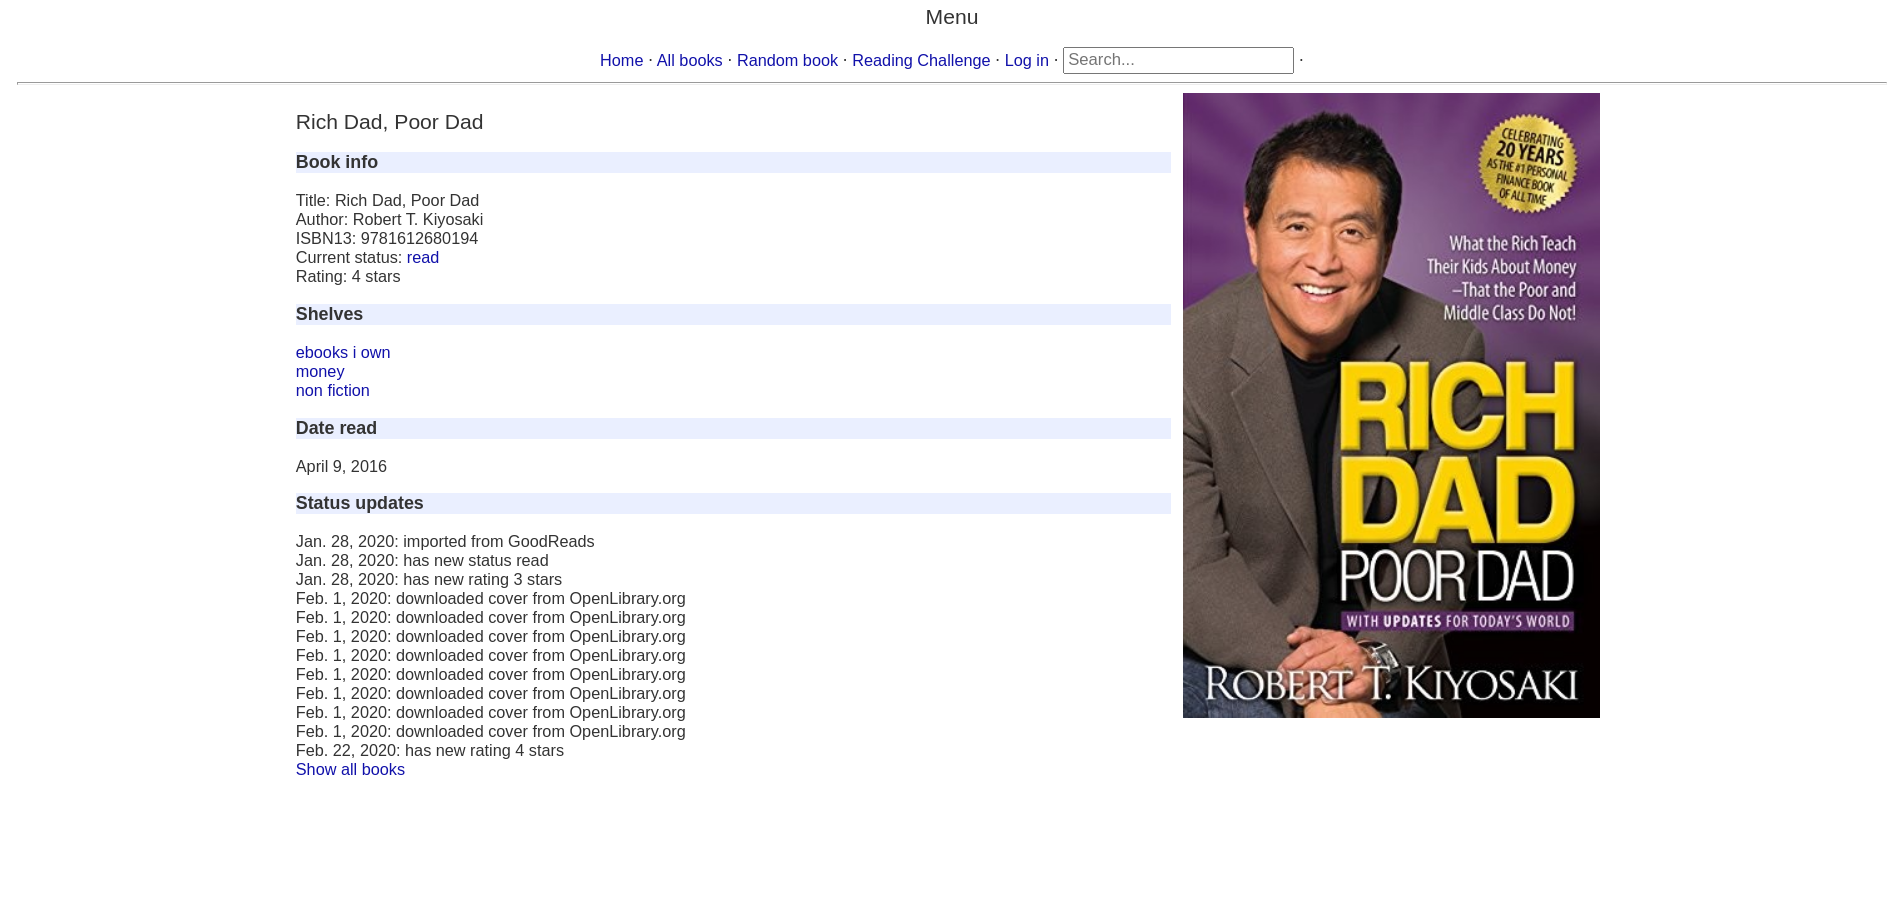 Menu
Home · All books · Random book · Reading Challenge · Log in · Search... ·
Rich Dad, Poor Dad
Book info
Title: Rich Dad, Poor Dad
Author: Robert T. Kiyosaki
ISBN13: 9781612680194
Current status: read
Rating: 4 stars
Shelves
ebooks i own
money
non fiction
Date read
April 9, 2016
Status updates
Jan. 28, 2020: imported from GoodReads
Jan. 28, 2020: has new status read
Jan. 28, 2020: has new rating 3 stars
Feb. 1, 2020: downloaded cover from OpenLibrary.org
Feb. 1, 2020: downloaded cover from OpenLibrary.org
Feb. 1, 2020: downloaded cover from OpenLibrary.org
Feb. 1, 2020: downloaded cover from OpenLibrary.org
Feb. 1, 2020: downloaded cover from OpenLibrary.org
Feb. 1, 2020: downloaded cover from OpenLibrary.org
Feb. 1, 2020: downloaded cover from OpenLibrary.org
Feb. 1, 2020: downloaded cover from OpenLibrary.org
Feb. 22, 2020: has new rating 4 stars
Show all books
CELEBRATING
20 YEARS
AS THE #1 PERSONAL
FINANCE BOOK
OF ALL TIME
What the Rich Teach
Their Kids About Money
–That the Poor and
Middle Class Do Not!
RICH
DAD
POOR DAD
WITH UPDATES FOR TODAY'S WORLD
ROBERT T. KIYOSAKI